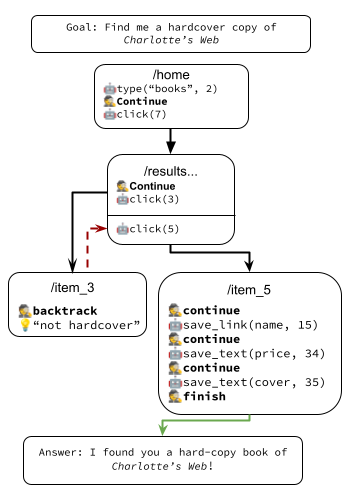 Goal: Find me a hardcover copy of
Charlotte's Web
/home
type("books", 2)
Continue
click(7)
/results...
Continue
click(3)
click(5)
/item_3
backtrack
"not hardcover"
/item_5
continue
save_link(name, 15)
continue
save_text(price, 34)
continue
save_text(cover, 35)
finish
Answer: I found you a hard-copy book of
Charlotte's Web!